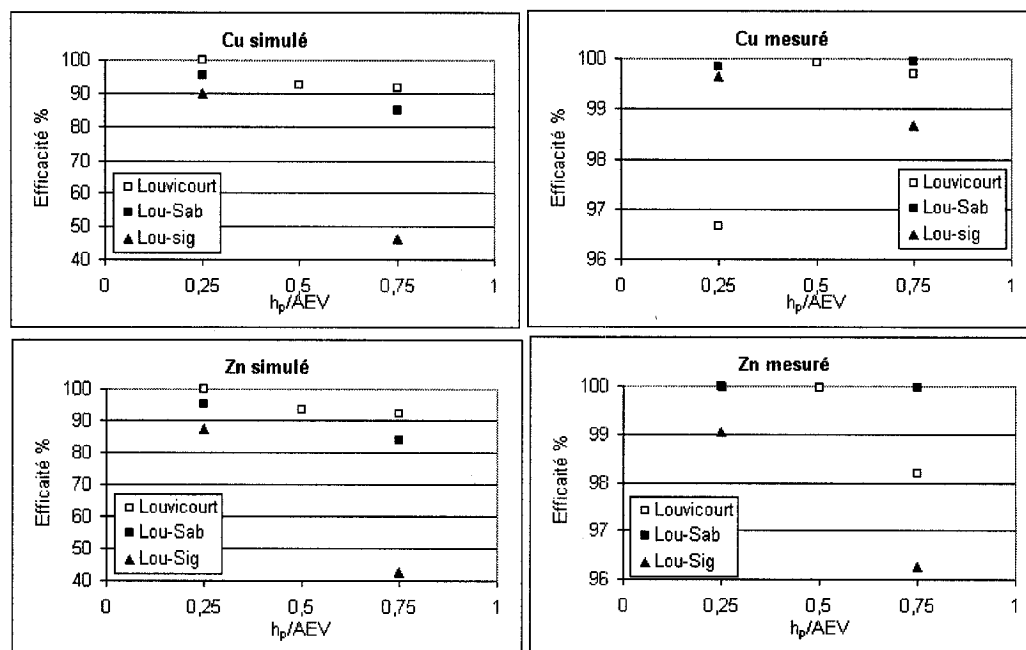 Cu simulé
Efficacité %
100
90
80
70
60
50
40
Louvicourt
Lou-Sab
Lou-sig
0
0,25
0,5
0,75
1
hp/AEV
Cu mesuré
Efficacité %
100
99
98
97
96
Louvicourt
Lou-Sab
Lou-sig
0
0,25
0,5
0,75
1
hp/AEV
Zn simulé
Efficaité %
100
90
80
70
60
50
40
Louvicourt
Lou-Sab
Lou-Sig
0
0,25
0,5
0,75
1
hp/AEV
Zn mesuré
Efficaité %
100
99
98
97
96
Louvicourt
Lou-Sab
Lou-Sig
0
0,25
0,5
0,75
1
hp/AEV